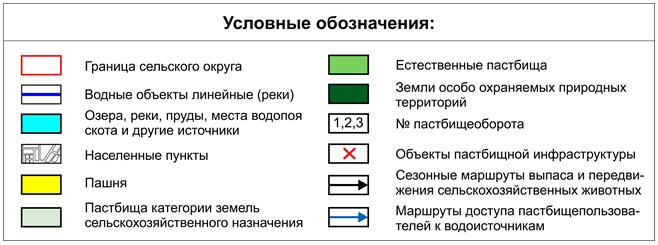 Условные обозначения:
Граница сельского округа
Водные объекты линейные (реки)
Озера, реки, пруды, места водопоя
скота и другие источники
Населенные пункты
Пашня
Пастбища категории земель
сельскохозяйственного назначения
Естественные пастбища
Земли особо охраняемых природных
территорий
1,2,3 № пастбищеоборота
Объекты пастбищной инфраструктуры
Сезонные маршруты выпаса и передви-
жения сельскохозяйственных животных
Маршруты доступа пастбищепользова-
телей к водоисточникам